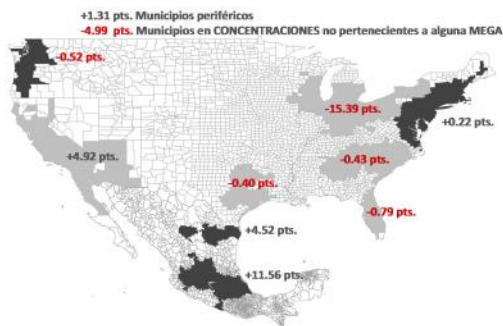 +1.31 pts. Municipios periféricos
-4.99 pts. Municipios en CONCENTRACIONES no pertenecientes a alguna MEGA
-0.52 pts.
-15.39 pts.
+0.22 pts.
+4.92 pts.
-0.43 pts.
-0.40 pts.
-0.79 pts.
+4.52 pts.
+11.56 pts.